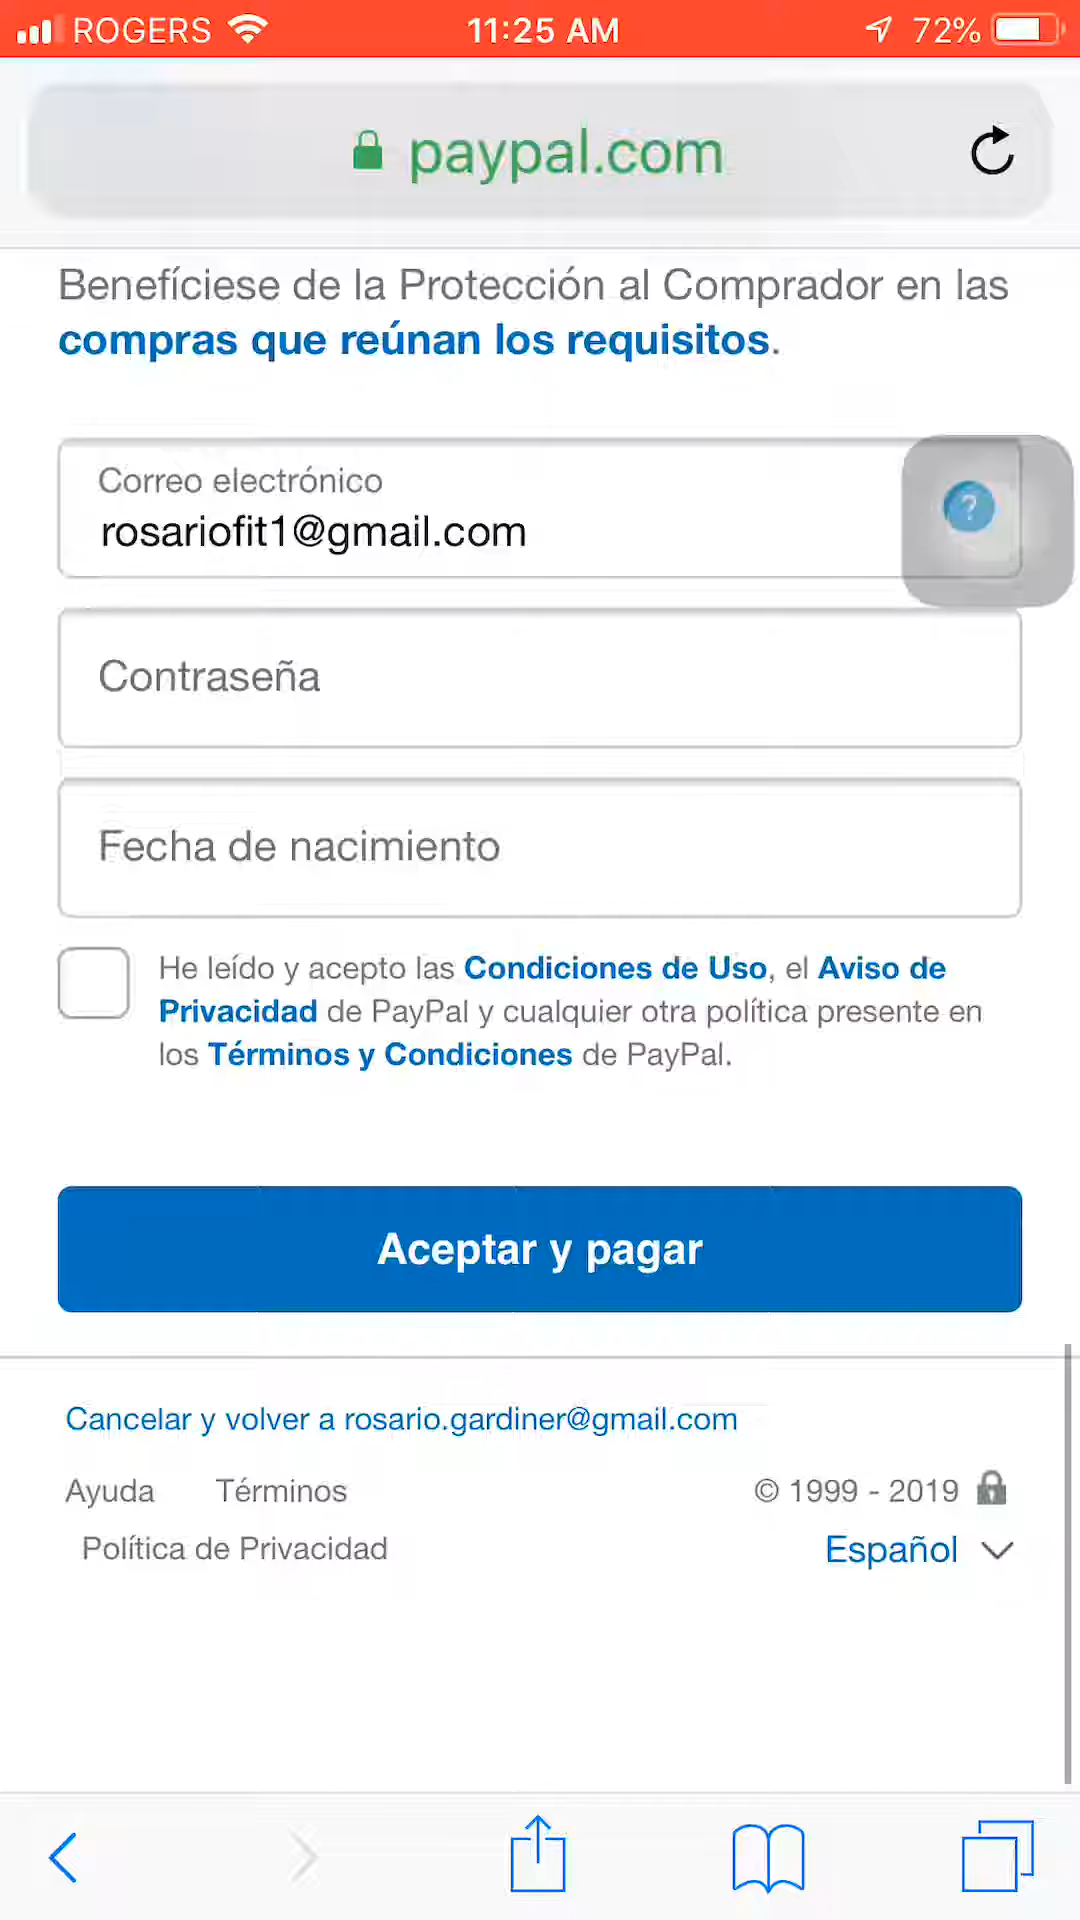 ROGERS 11:25 AM 72%
paypal.com
Benefíciese de la Protección al Comprador en las
compras que reúnan los requisitos.
Correo electrónico
rosariofit1@gmail.com
?
Contraseña
Fecha de nacimiento
He leído y acepto las Condiciones de Uso, el Aviso de
Privacidad de PayPal y cualquier otra política presente en
los Términos y Condiciones de PayPal.
Aceptar y pagar
Cancelar y volver a rosario.gardiner@gmail.com
Ayuda Términos © 1999 - 2019
Política de Privacidad Español